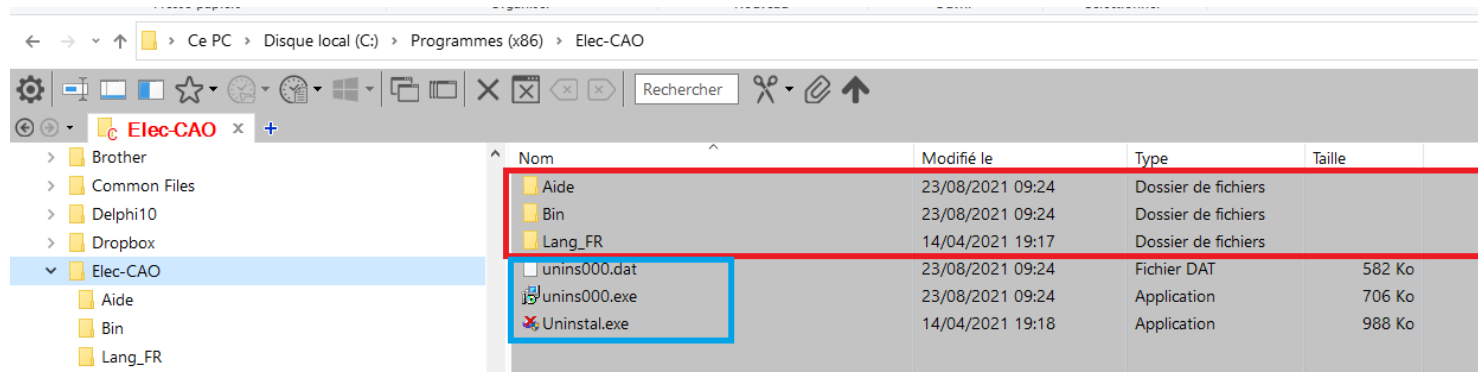 Ce PC > Disque local (C:) > Programmes (x86) > Elec-CAO
Rechercher
Elec-CAO x +
Brother
Common Files
Delphi10
Dropbox
Elec-CAO
Aide
Bin
Lang_FR
Nom Modifié le Type Taille
Aide 23/08/2021 09:24 Dossier de fichiers
Bin 23/08/2021 09:24 Dossier de fichiers
Lang_FR 14/04/2021 19:17 Dossier de fichiers
unins000.dat 23/08/2021 09:24 Fichier DAT 582 Ko
unins000.exe 23/08/2021 09:24 Application 706 Ko
Uninstal.exe 14/04/2021 19:18 Application 988 Ko